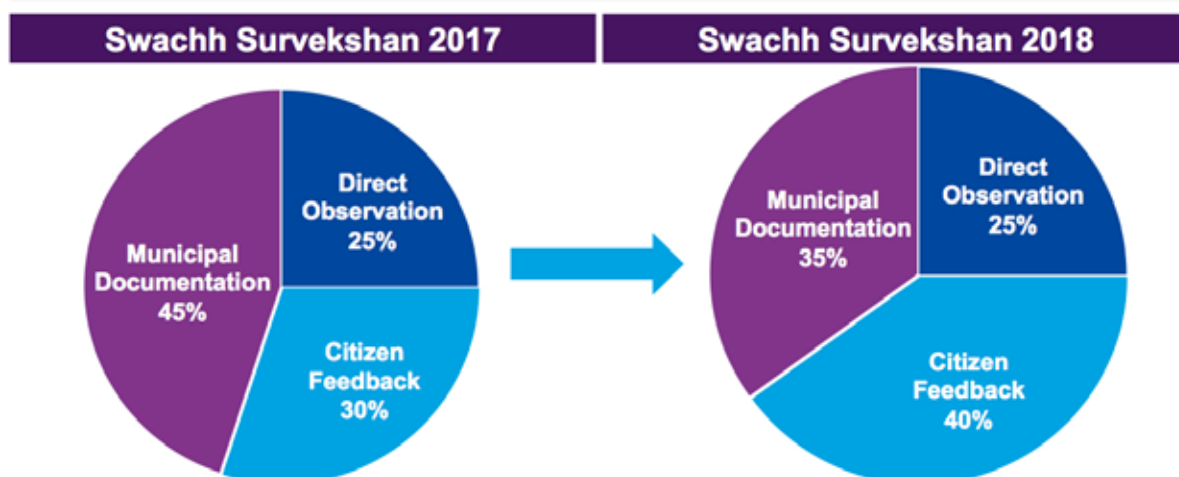 Swachh Survekshan 2017
Swachh Survekshan 2018
Direct
Observation
25%
Municipal
Documentation
45%
Citizen
Feedback
30%
Direct
Observation
25%
Municipal
Documentation
35%
Citizen
Feedback
40%